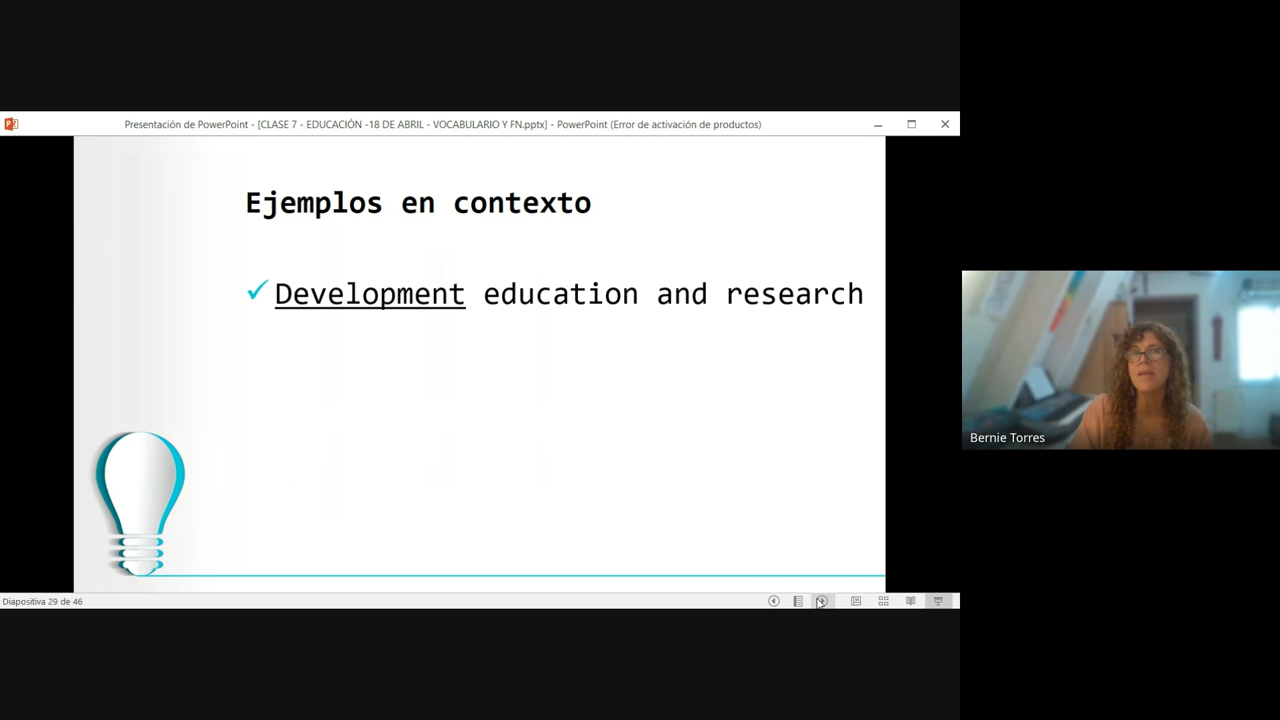 Presentación de PowerPoint - [CLASE 7 - EDUCACIÓN -18 DE ABRIL - VOCABULARIO Y FN.pptx] - PowerPoint (Error de activación de productos)
Ejemplos en contexto
Development education and research
Bernie Torres
Diapositiva 29 de 46